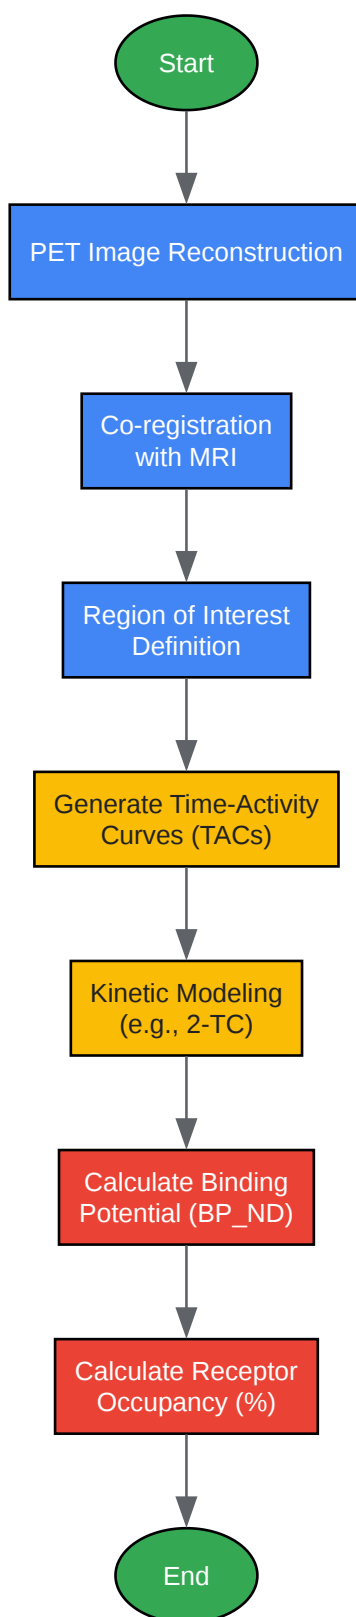 Start
PET Image Reconstruction
Co-registration
with MRI
Region of Interest
Definition
Generate Time-Activity
Curves (TACs)
Kinetic Modeling
(e.g., 2-TC)
Calculate Binding
Potential (BP_ND)
Calculate Receptor
Occupancy (%)
End